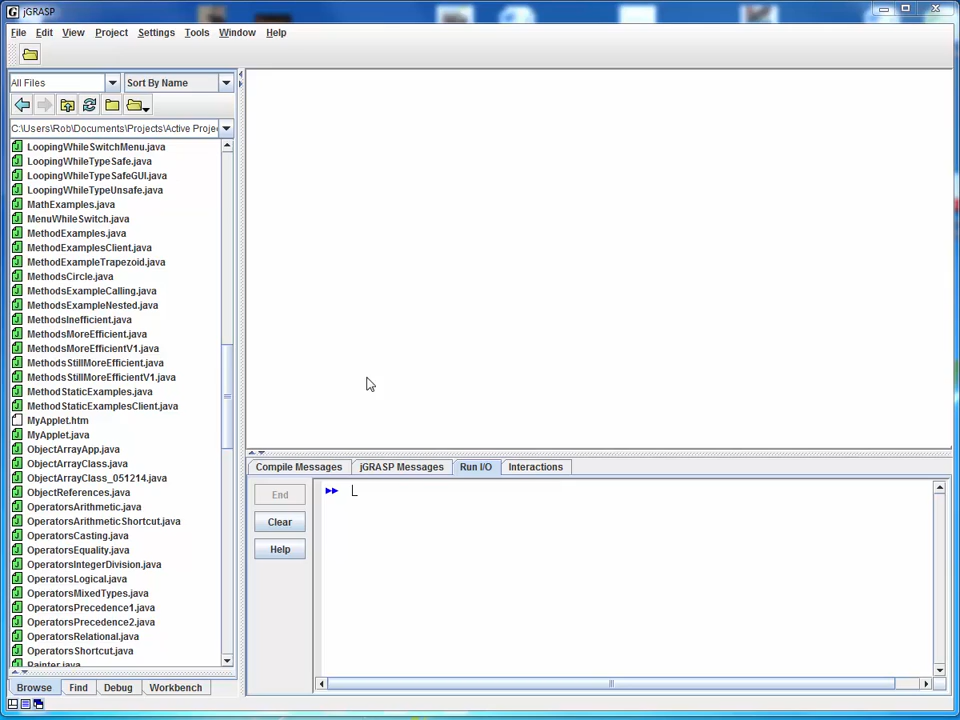 jGRASP
File Edit View Project Settings Tools Window Help
All Files Sort By Name
C:\Users\Rob\Documents\Projects\Active Proje
LoopingWhileSwitchMenu.java
LoopingWhileTypeSafe.java
LoopingWhileTypeSafeGUI.java
LoopingWhileTypeUnsafe.java
MathExamples.java
MenuWhileSwitch.java
MethodExamples.java
MethodExamplesClient.java
MethodExampleTrapezoid.java
MethodsCircle.java
MethodsExampleCalling.java
MethodsExampleNested.java
MethodsInefficient.java
MethodsMoreEfficient.java
MethodsMoreEfficientV1.java
MethodsStillMoreEfficient.java
MethodsStillMoreEfficientV1.java
MethodStaticExamples.java
MethodStaticExamplesClient.java
MyApplet.htm
MyApplet.java
ObjectArrayApp.java
ObjectArrayClass.java
ObjectArrayClass_051214.java
ObjectReferences.java
OperatorsArithmetic.java
OperatorsArithmeticShortcut.java
OperatorsCasting.java
OperatorsEquality.java
OperatorsIntegerDivision.java
OperatorsLogical.java
OperatorsMixedTypes.java
OperatorsPrecedence1.java
OperatorsPrecedence2.java
OperatorsRelational.java
OperatorsShortcut.java
Painter.java
Browse Find Debug Workbench
Compile Messages jGRASP Messages Run I/O Interactions
End
Clear
Help